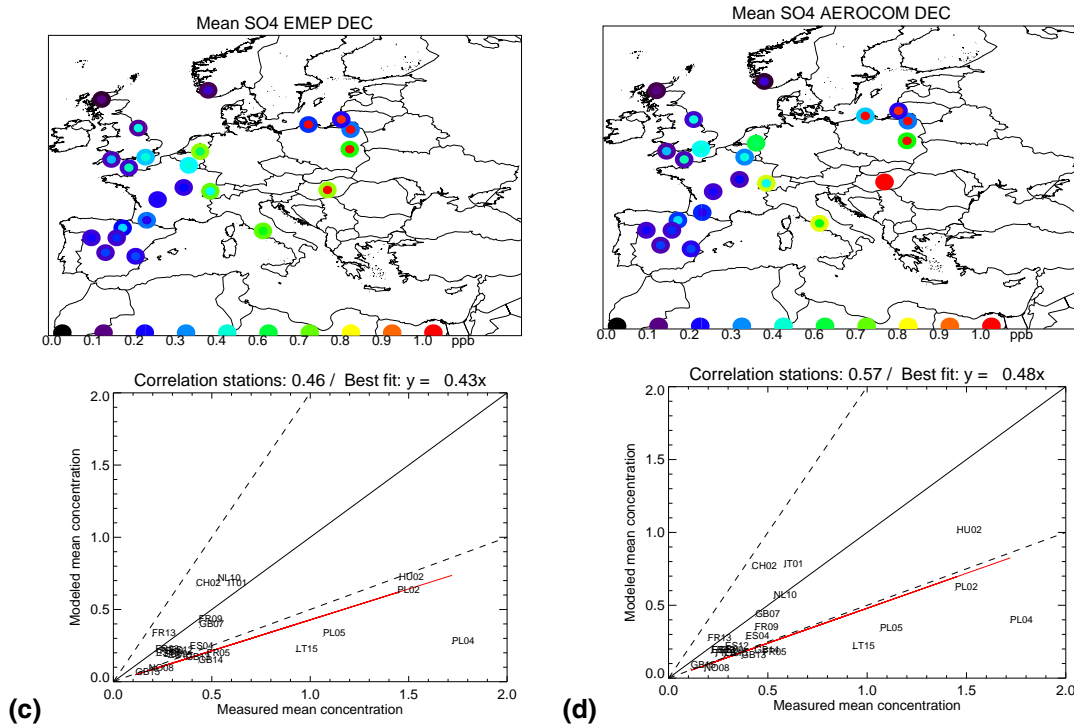 Mean SO4 EMEP DEC
0.0 0.1 0.2 0.3 0.4 0.5 0.6 0.7 0.8 0.9 1.0 ppb
Correlation stations: 0.46 / Best fit: y = 0.43x
2.0
1.5
1.0
0.5
0.0
Modeled mean concentration
NL10
CH02 IT01
HU02
PL02
FR09
GB07
FR13
PL05
PL04
ES04
LT15
FR05
GB14
NO08
GB15
0.0 0.5 1.0 1.5 2.0
Measured mean concentration
(c)
Mean SO4 AEROCOM DEC
0.0 0.1 0.2 0.3 0.4 0.5 0.6 0.7 0.8 0.9 1.0 ppb
Correlation stations: 0.57 / Best fit: y = 0.48x
2.0
1.5
1.0
0.5
0.0
Modeled mean concentration
HU02
CH02 IT01
PL02
NL10
GB07
PL04
FR09
PL05
FR13 ES04
ES12
LT15
GB14
GB13 FR05
NO08
0.0 0.5 1.0 1.5 2.0
Measured mean concentration
(d)